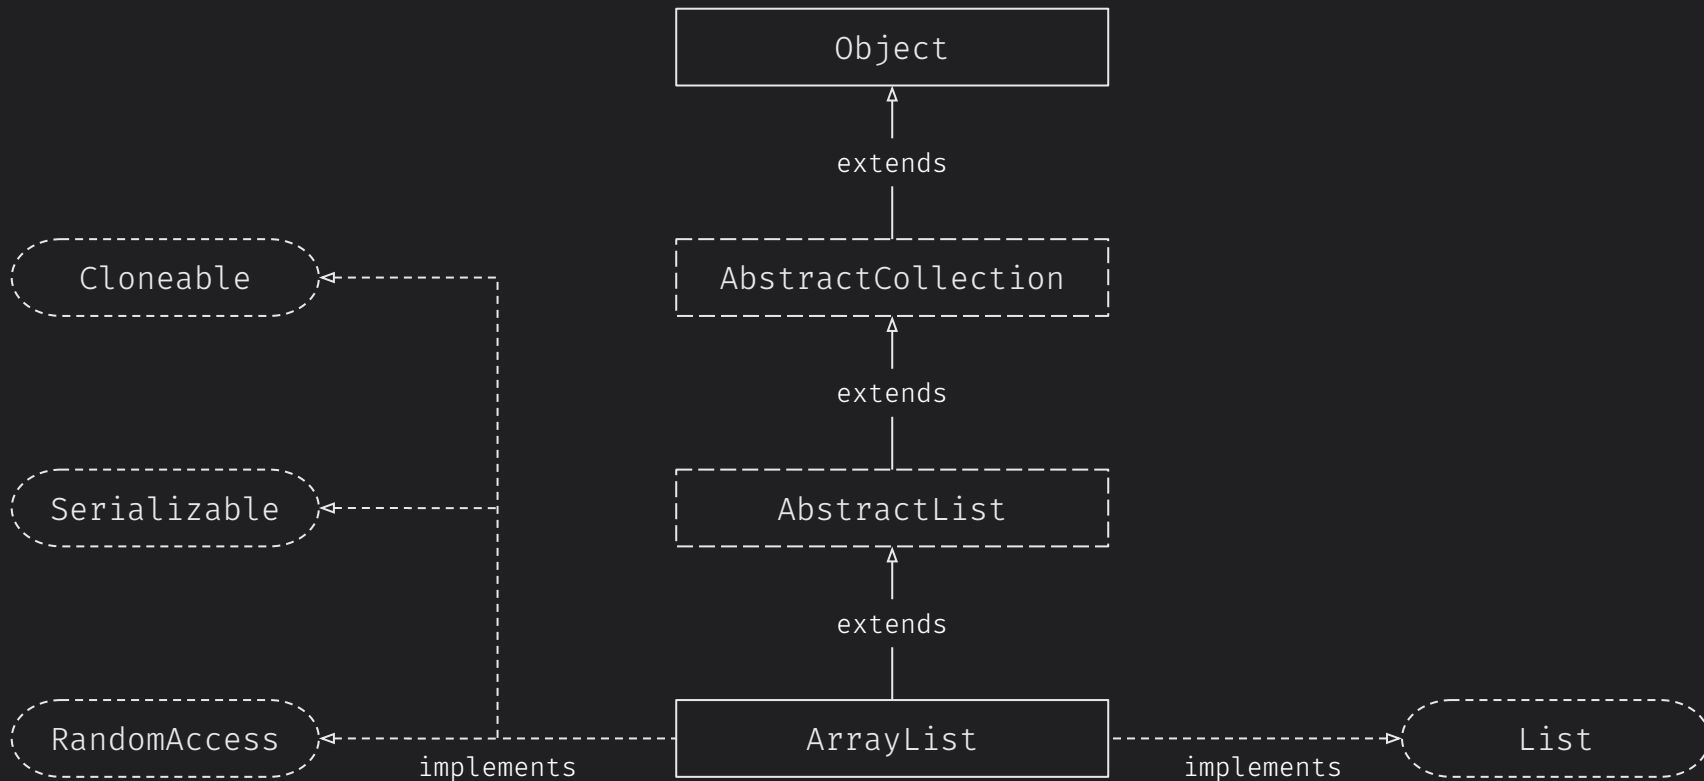 Object
extends
Cloneable
AbstractCollection
extends
Serializable
AbstractList
extends
RandomAccess
ArrayList
List
implements
implements